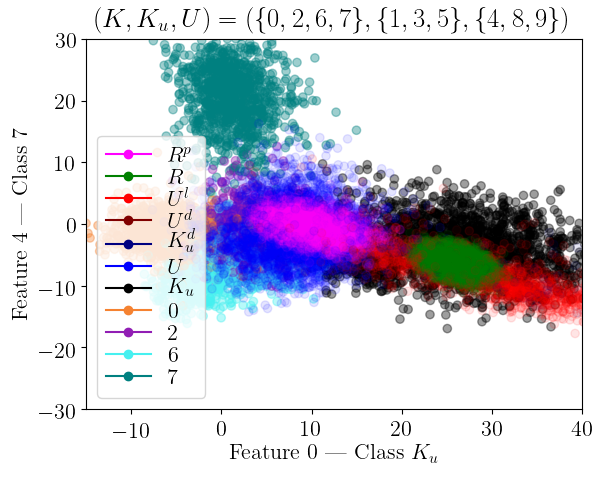 (K, K_u, U) = ({0, 2, 6, 7}, {1, 3, 5}, {4, 8, 9})
30
20
10
0
−10
−20
−30
Feature 4 — Class 7
R^p
R
U^l
U^d
K_u^d
U
K_u
0
2
6
7
−10 0 10 20 30 40
Feature 0 — Class K_u